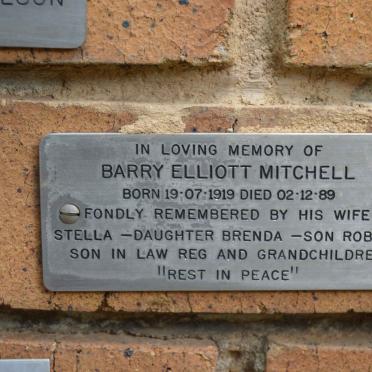 IN LOVING MEMORY OF
BARRY ELLIOTT MITCHELL
BORN 19-07-1919 DIED 02-12-89
FONDLY REMEMBERED BY HIS WIFE
STELLA — DAUGHTER BRENDA — SON ROB
SON IN LAW REG AND GRANDCHILDRE
"REST IN PEACE"